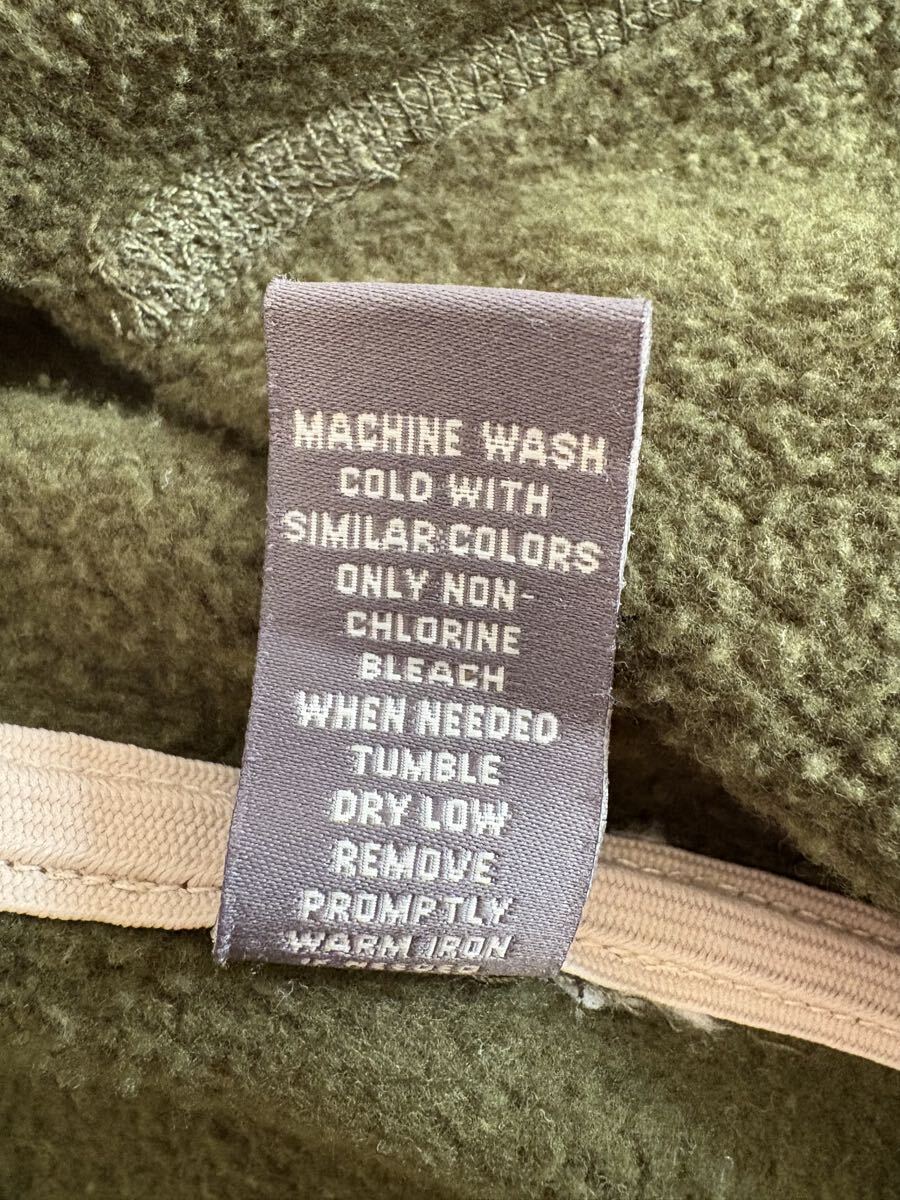 MACHINE WASH
COLD WITH
SIMILAR COLORS
ONLY NON-
CHLORINE
BLEACH
WHEN NEEDED
TUMBLE
DRY LOW
REMOVE
PROMPTLY
WARM IRON